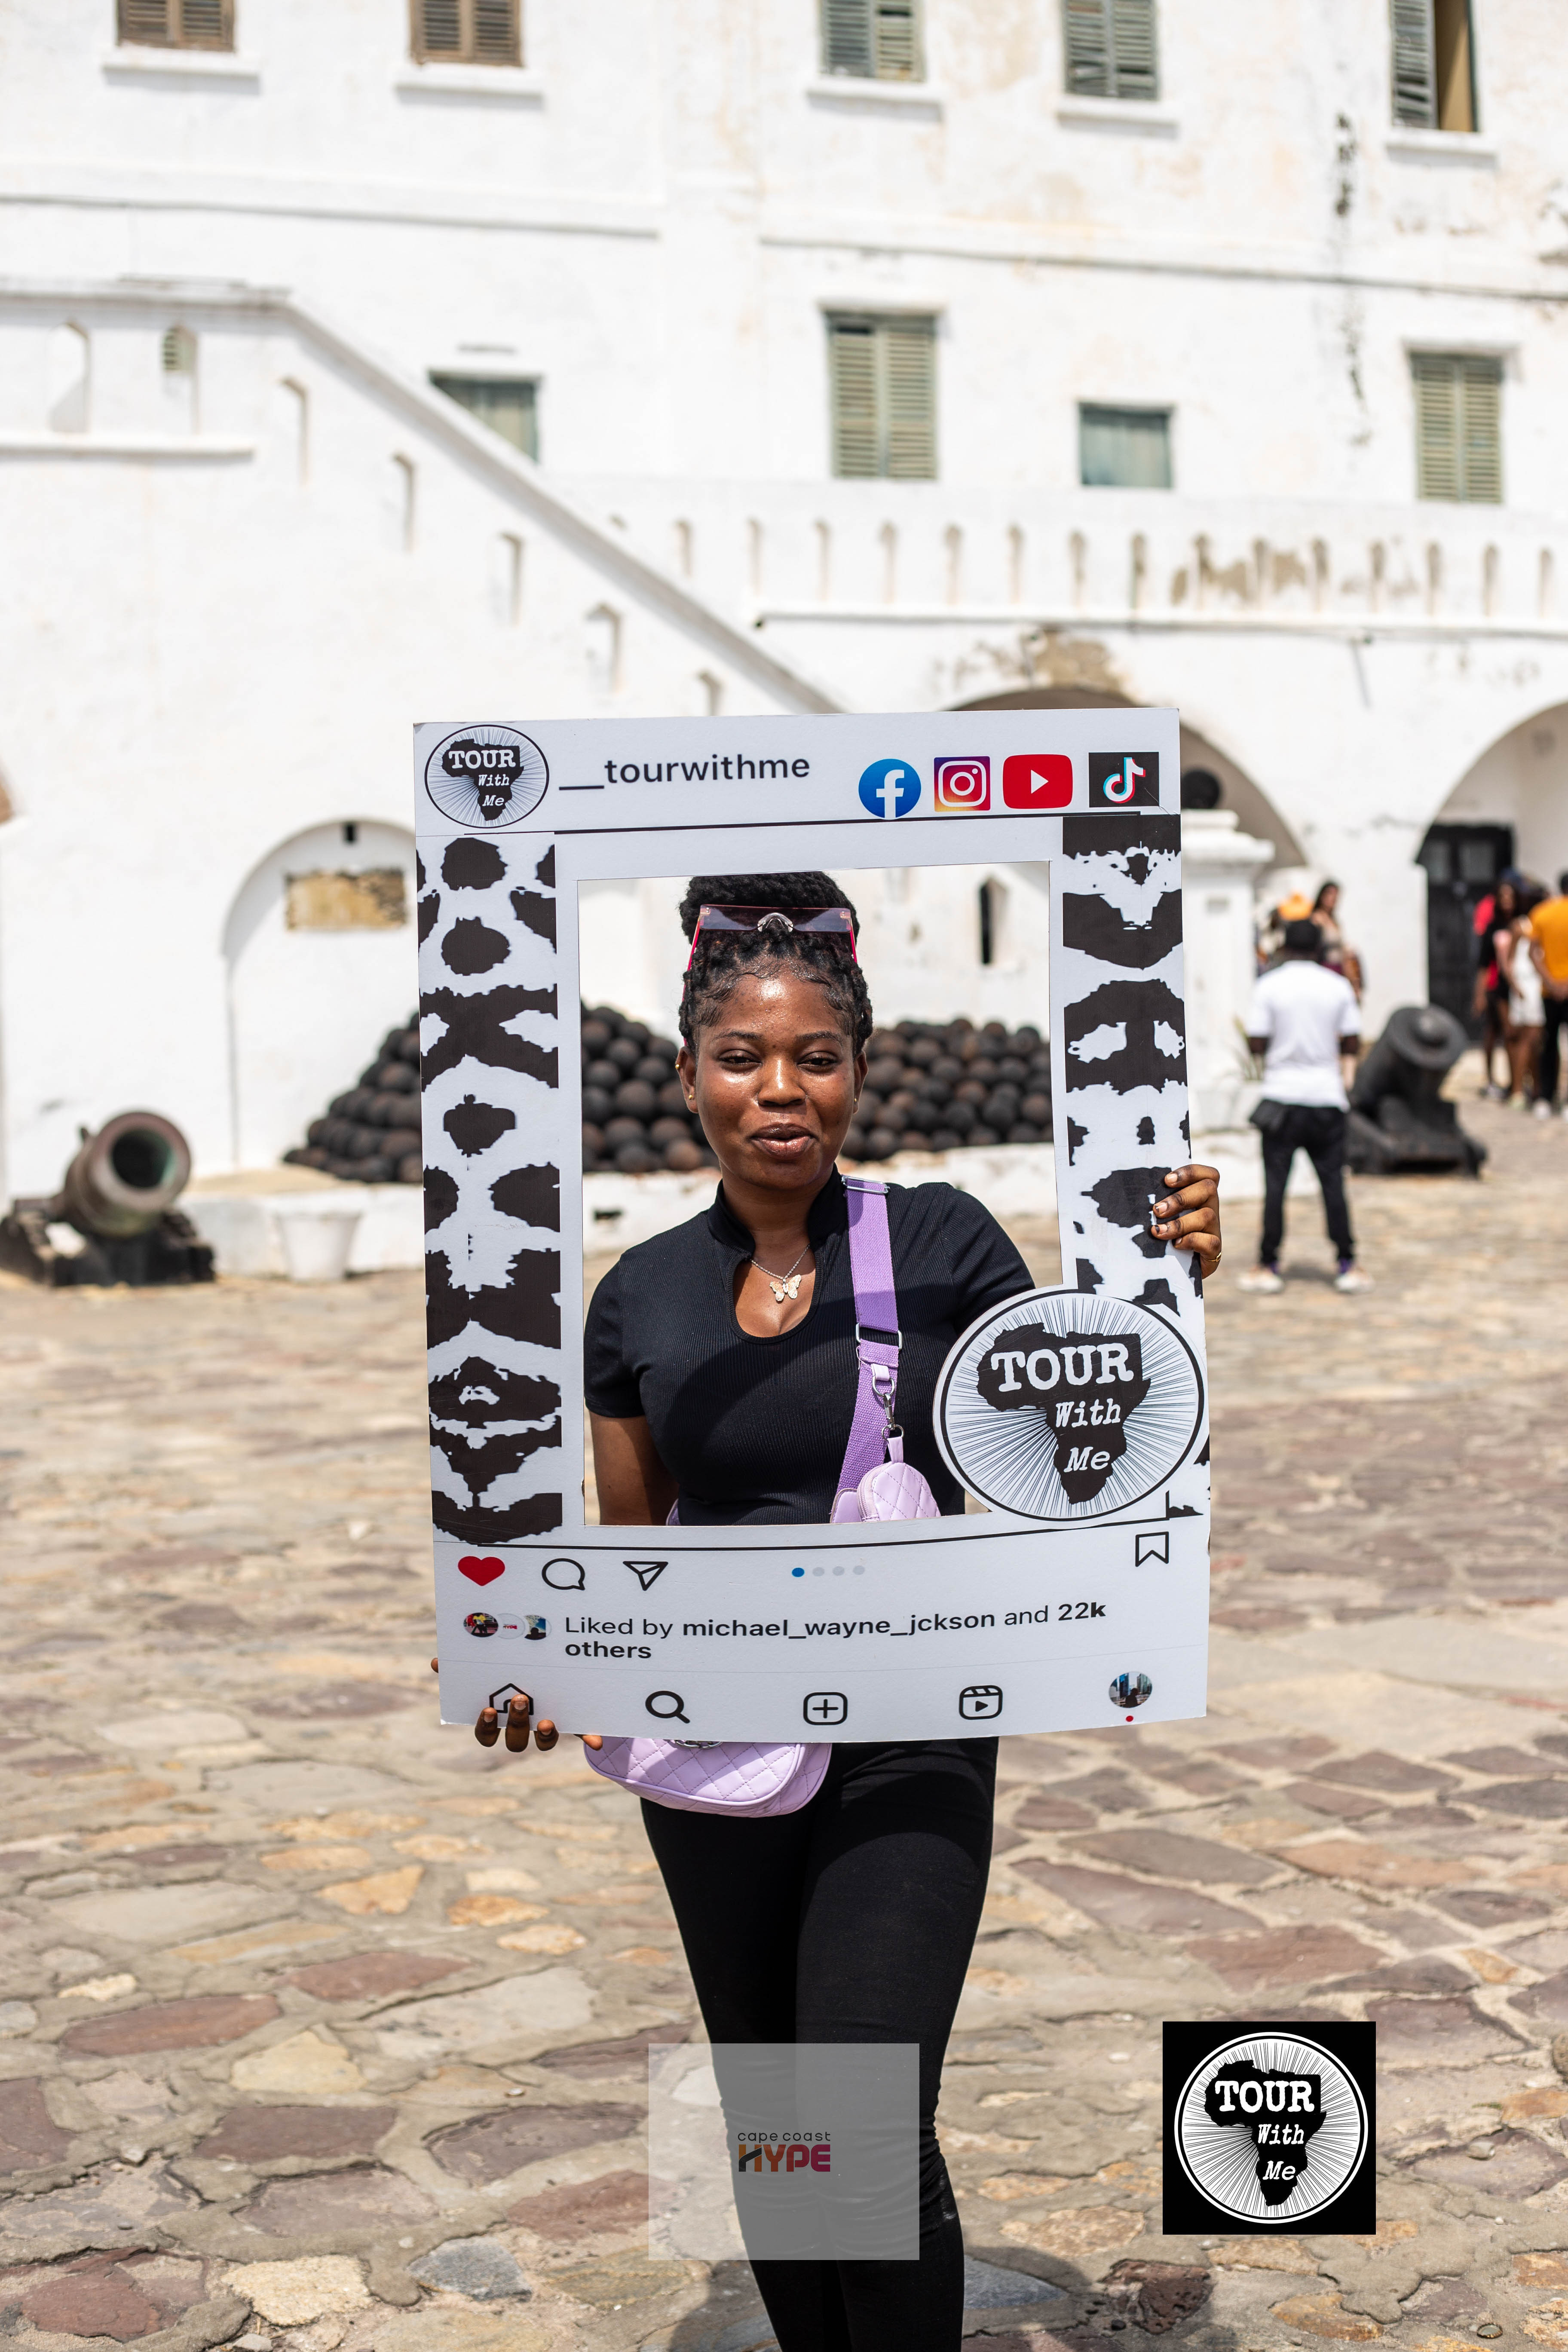 TOUR
With
Me
__tourwithme
TOUR
With
Me
Liked by michael_wayne_jckson and 22k
others
cape coast
HYPE
TOUR
With
Me